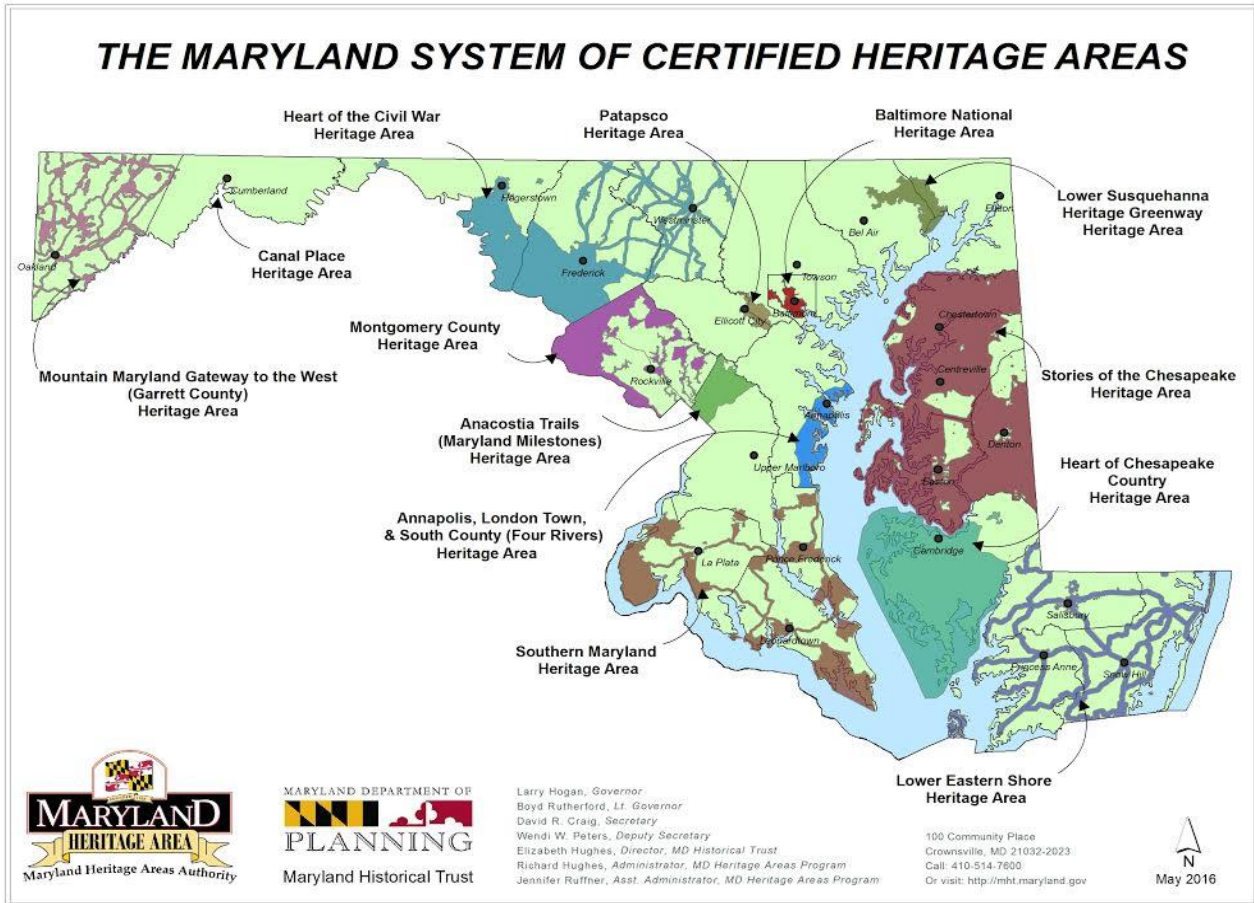 THE MARYLAND SYSTEM OF CERTIFIED HERITAGE AREAS
Heart of the Civil War
Heritage Area
Patapsco
Heritage Area
Baltimore National
Heritage Area
Lower Susquehanna
Heritage Greenway
Heritage Area
Cumberland
Hagerstown
Westminster
Bel Air
Elkton
Oakland
Canal Place
Heritage Area
Frederick
Towson
Baltimore
Ellicott City
Chestertown
Montgomery County
Heritage Area
Mountain Maryland Gateway to the West
(Garrett County)
Heritage Area
Rockville
Centreville
Stories of the Chesapeake
Heritage Area
Annapolis
Anacostia Trails
(Maryland Milestones)
Heritage Area
Denton
Upper Marlboro
Easton
Heart of Chesapeake
Country
Heritage Area
Annapolis, London Town,
& South County (Four Rivers)
Heritage Area
Cambridge
La Plata
Prince Frederick
Salisbury
Leonardtown
Southern Maryland
Heritage Area
Princess Anne
Snow Hill
Lower Eastern Shore
Heritage Area
MARYLAND
HERITAGE AREA
Maryland Heritage Areas Authority
MARYLAND DEPARTMENT OF
PLANNING
Maryland Historical Trust
Larry Hogan, Governor
Boyd Rutherford, Lt. Governor
David R. Craig, Secretary
Wendi W. Peters, Deputy Secretary
Elizabeth Hughes, Director, MD Historical Trust
Richard Hughes, Administrator, MD Heritage Areas Program
Jennifer Ruffner, Asst. Administrator, MD Heritage Areas Program
100 Community Place
Crownsville, MD 21032-2023
Call: 410-514-7600
Or visit: http://mht.maryland.gov
N
May 2016